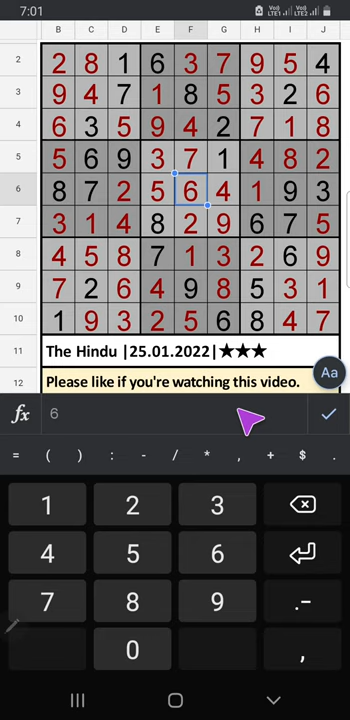 7:01 Vo)) LTE1 Vo)) LTE2
B C D E F G H I J
2 2 8 1 6 3 7 9 5 4
3 9 4 7 1 8 5 3 2 6
4 6 3 5 9 4 2 7 1 8
5 5 6 9 3 7 1 4 8 2
6 8 7 2 5 6 4 1 9 3
7 3 1 4 8 2 9 6 7 5
8 4 5 8 7 1 3 2 6 9
9 7 2 6 4 9 8 5 3 1
10 1 9 3 2 5 6 8 4 7
11 The Hindu |25.01.2022|★★★
12 Please like if you're watching this video.
Aa
fx 6
= ( ) : - / * , + $ .
1 2 3
4 5 6
7 8 9 .-
0 ,